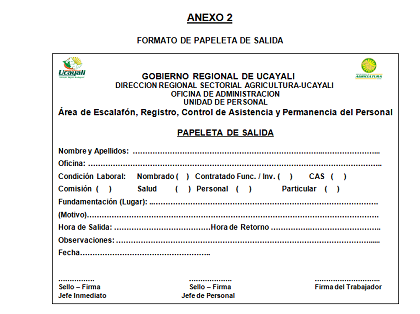 ANEXO 2
FORMATO DE PAPELETA DE SALIDA
Ucayali
AGRICULTURA
GOBIERNO REGIONAL DE UCAYALI
DIRECCION REGIONAL SECTORIAL AGRICULTURA-UCAYALI
OFICINA DE ADMINISTRACION
UNIDAD DE PERSONAL
Área de Escalafón, Registro, Control de Asistencia y Permanencia del Personal
PAPELETA DE SALIDA
Nombre y Apellidos: ……………………………………………………………………
Oficina: ……………………………………………………………………………………
Condición Laboral: Nombrado ( ) Contratado Func. / Inv. ( ) CAS ( )
Comisión ( ) Salud ( ) Personal ( ) Particular ( )
Fundamentación (Lugar): ………………………………………………………………
(Motivo)……………………………………………………………………………………
Hora de Salida: ……………………………Hora de Retorno ………………………………
Observaciones: ……………………………………………………………………………
Fecha……………………………………
……………. ……………. …………………………
Sello – Firma Sello – Firma Firma del Trabajador
Jefe Inmediato Jefe de Personal